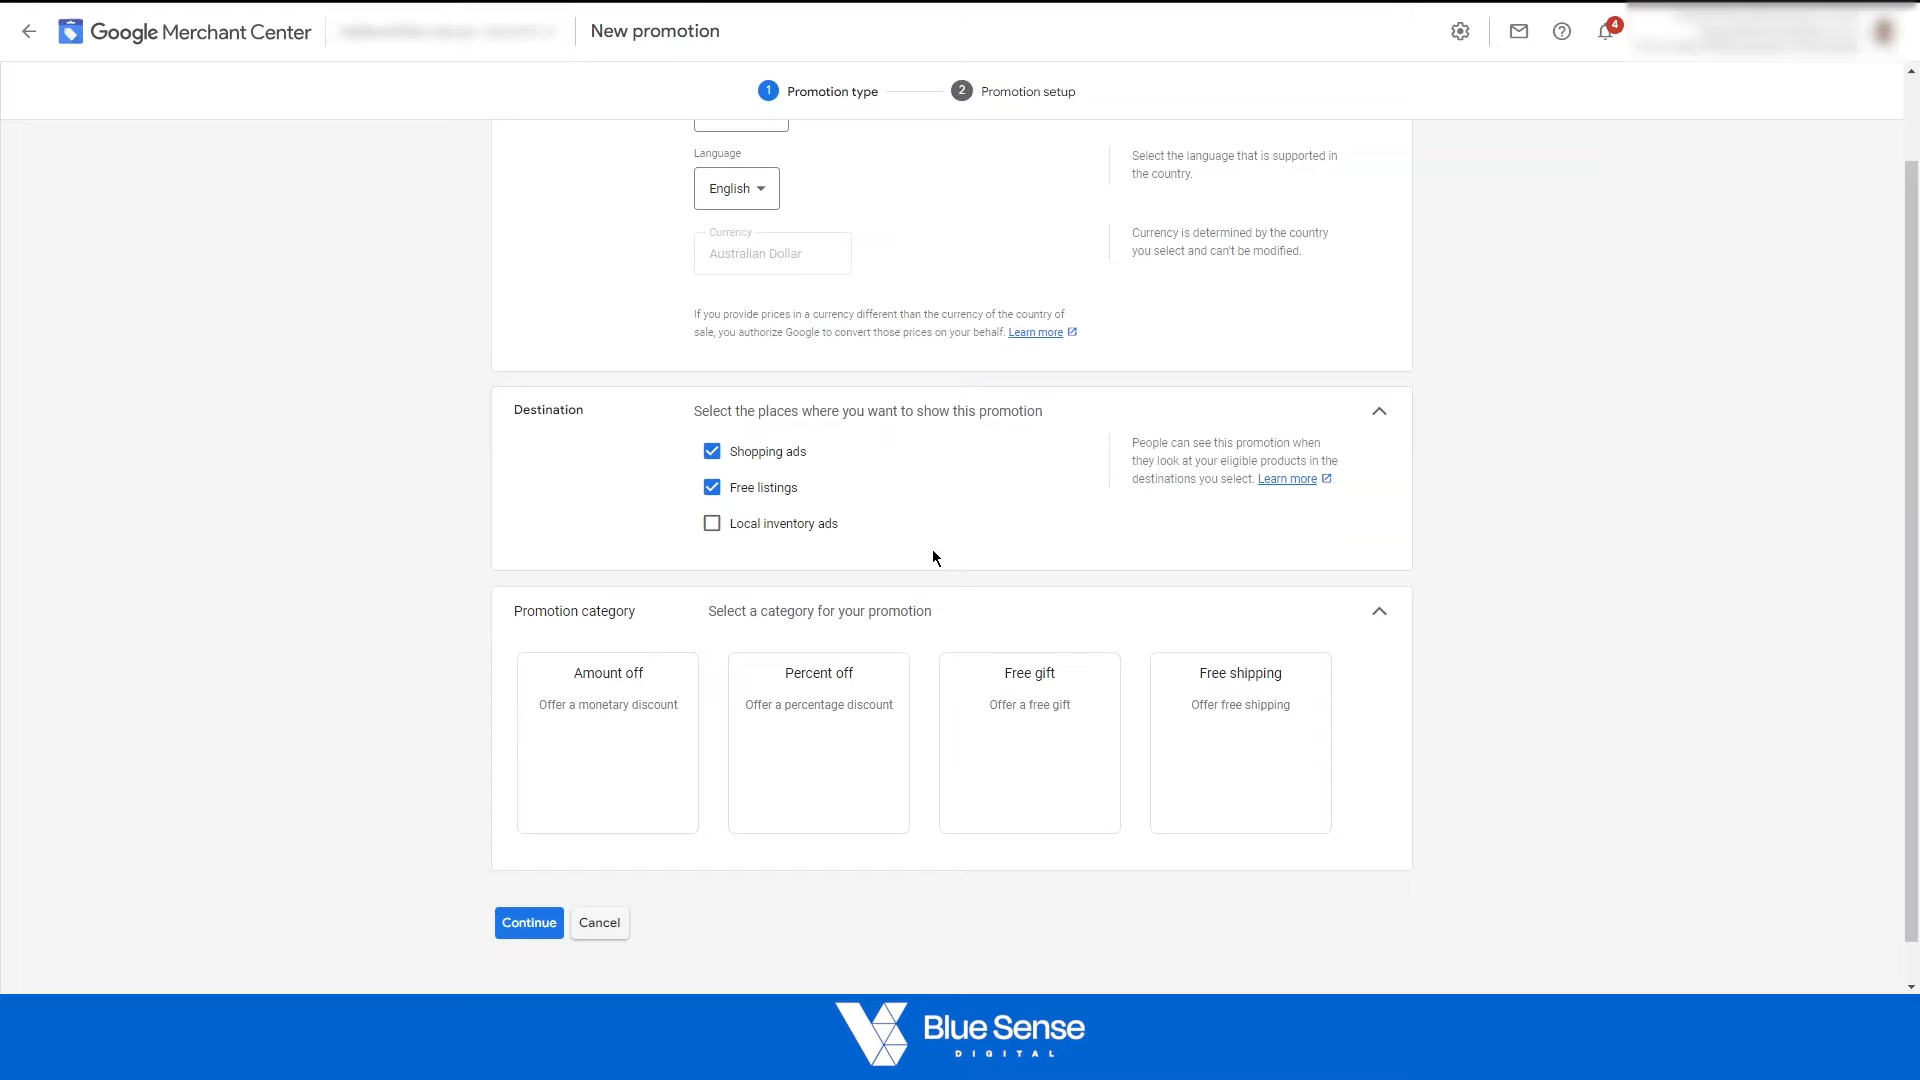 Google Merchant Center
New promotion
4
1 Promotion type
2 Promotion setup
Language
Select the language that is supported in
the country.
English
Currency
Australian Dollar
Currency is determined by the country
you select and can't be modified.
If you provide prices in a currency different than the currency of the country of
sale, you authorize Google to convert those prices on your behalf. Learn more
Destination
Select the places where you want to show this promotion
Shopping ads
Free listings
Local inventory ads
People can see this promotion when
they look at your eligible products in the
destinations you select. Learn more
Promotion category
Select a category for your promotion
Amount off
Offer a monetary discount
Percent off
Offer a percentage discount
Free gift
Offer a free gift
Free shipping
Offer free shipping
Continue
Cancel
Blue Sense
DIGITAL